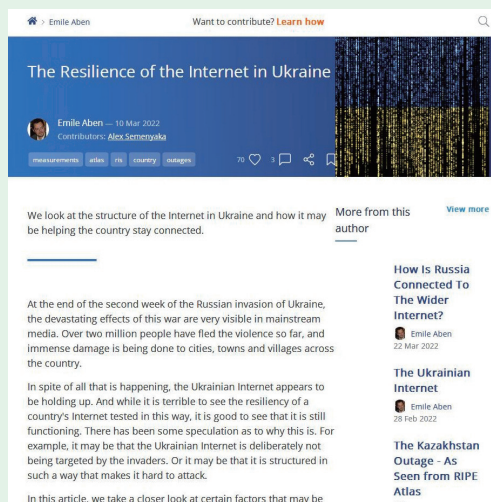 > Emile Aben
Want to contribute? Learn how
The Resilience of the Internet in Ukraine
Emile Aben — 10 Mar 2022
Contributors: Alex Semenyaka
measurements atlas ris country outages
70 3
We look at the structure of the Internet in Ukraine and how it may
be helping the country stay connected.
At the end of the second week of the Russian invasion of Ukraine,
the devastating effects of this war are very visible in mainstream
media. Over two million people have fled the violence so far, and
immense damage is being done to cities, towns and villages across
the country.
In spite of all that is happening, the Ukrainian Internet appears to
be holding up. And while it is terrible to see the resiliency of a
country's Internet tested in this way, it is good to see that it is still
functioning. There has been some speculation as to why this is. For
example, it may be that the Ukrainian Internet is deliberately not
being targeted by the invaders. Or it may be that it is structured in
such a way that makes it hard to attack.
In this article, we take a closer look at certain factors that may be
More from this
author
View more
How Is Russia
Connected To
The Wider
Internet?
Emile Aben
22 Mar 2022
The Ukrainian
Internet
Emile Aben
28 Feb 2022
The Kazakhstan
Outage - As
Seen from RIPE
Atlas